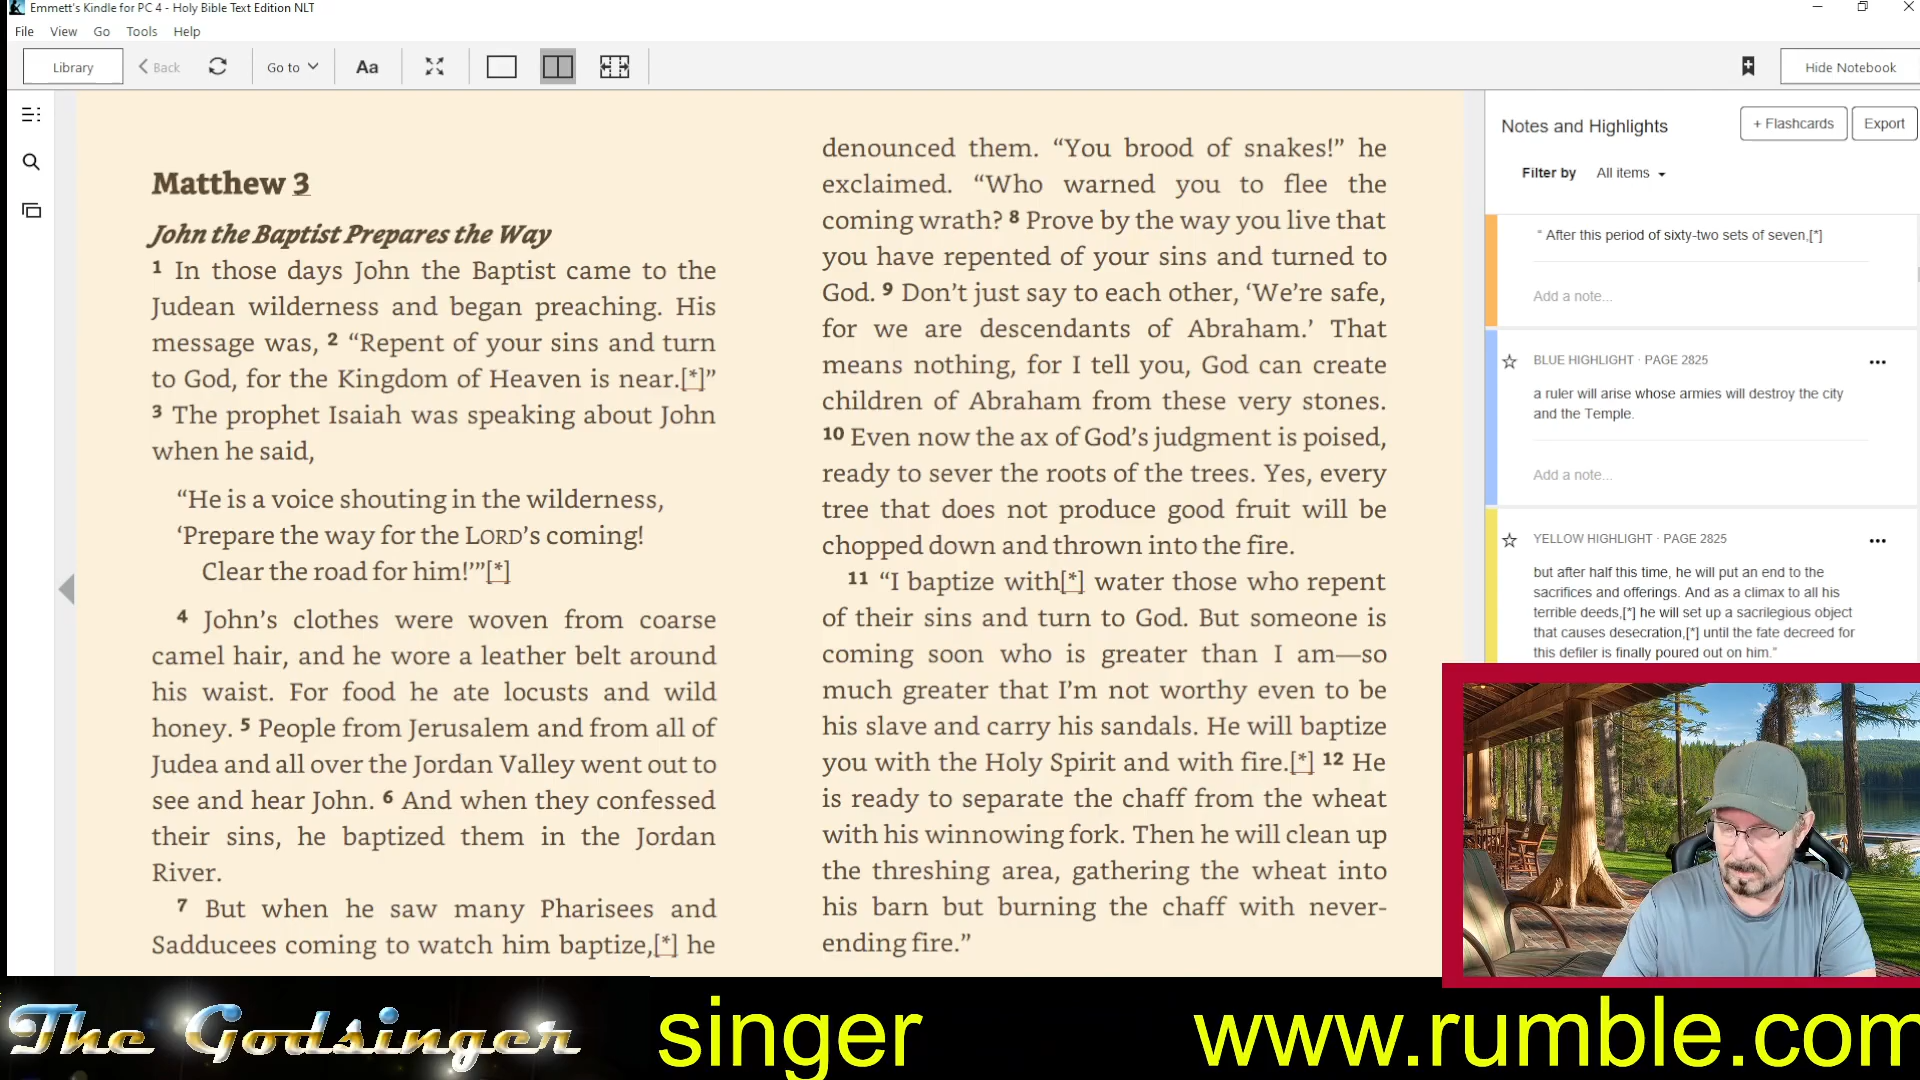 Emmett's Kindle for PC 4 - Holy Bible Text Edition NLT
File View Go Tools Help
Library Back Go to Aa Hide Notebook
Matthew 3
John the Baptist Prepares the Way
1 In those days John the Baptist came to the
Judean wilderness and began preaching. His
message was, 2 “Repent of your sins and turn
to God, for the Kingdom of Heaven is near.[*]”
3 The prophet Isaiah was speaking about John
when he said,
“He is a voice shouting in the wilderness,
‘Prepare the way for the LORD’s coming!
Clear the road for him!’”[*]
4 John’s clothes were woven from coarse
camel hair, and he wore a leather belt around
his waist. For food he ate locusts and wild
honey. 5 People from Jerusalem and from all of
Judea and all over the Jordan Valley went out to
see and hear John. 6 And when they confessed
their sins, he baptized them in the Jordan
River.
7 But when he saw many Pharisees and
Sadducees coming to watch him baptize,[*] he
denounced them. “You brood of snakes!” he
exclaimed. “Who warned you to flee the
coming wrath? 8 Prove by the way you live that
you have repented of your sins and turned to
God. 9 Don’t just say to each other, ‘We’re safe,
for we are descendants of Abraham.’ That
means nothing, for I tell you, God can create
children of Abraham from these very stones.
10 Even now the ax of God’s judgment is poised,
ready to sever the roots of the trees. Yes, every
tree that does not produce good fruit will be
chopped down and thrown into the fire.
11 “I baptize with[*] water those who repent
of their sins and turn to God. But someone is
coming soon who is greater than I am—so
much greater that I’m not worthy even to be
his slave and carry his sandals. He will baptize
you with the Holy Spirit and with fire.[*] 12 He
is ready to separate the chaff from the wheat
with his winnowing fork. Then he will clean up
the threshing area, gathering the wheat into
his barn but burning the chaff with never-
ending fire.”
Notes and Highlights + Flashcards Export
Filter by All items
“ After this period of sixty-two sets of seven,[*]
Add a note...
BLUE HIGHLIGHT · PAGE 2825
a ruler will arise whose armies will destroy the city
and the Temple.
Add a note...
YELLOW HIGHLIGHT · PAGE 2825
but after half this time, he will put an end to the
sacrifices and offerings. And as a climax to all his
terrible deeds,[*] he will set up a sacrilegious object
that causes desecration,[*] until the fate decreed for
this defiler is finally poured out on him.”
The Godsinger
singer www.rumble.com